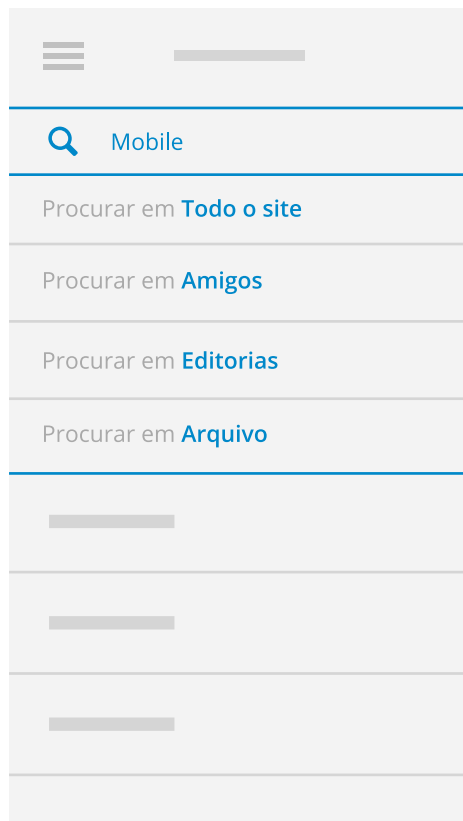 Mobile
Procurar em Todo o site
Procurar em Amigos
Procurar em Editorias
Procurar em Arquivo